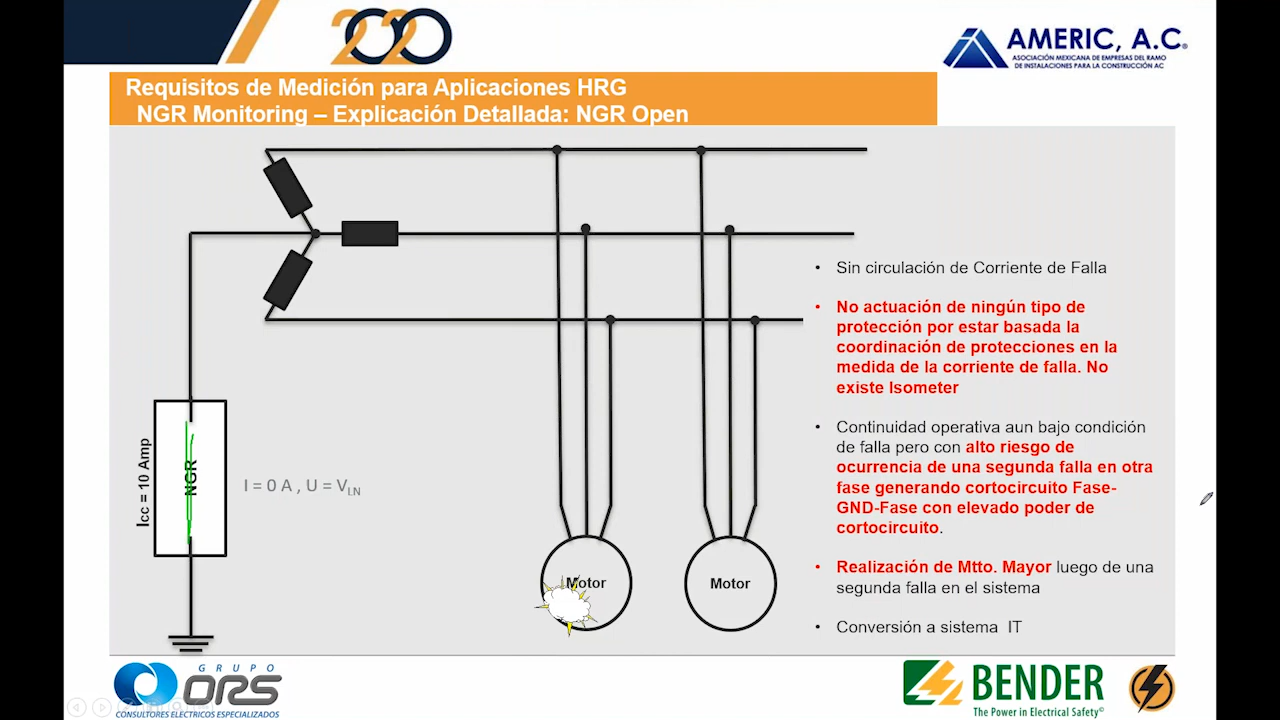 2020
AMERIC, A.C.®
ASOCIACIÓN MEXICANA DE EMPRESAS DEL RAMO
DE INSTALACIONES PARA LA CONSTRUCCIÓN AC
Requisitos de Medición para Aplicaciones HRG
NGR Monitoring – Explicación Detallada: NGR Open
• Sin circulación de Corriente de Falla
• No actuación de ningún tipo de
protección por estar basada la
coordinación de protecciones en la
medida de la corriente de falla. No
existe Isometer
• Continuidad operativa aun bajo condición
de falla pero con alto riesgo de
ocurrencia de una segunda falla en otra
fase generando cortocircuito Fase-
GND-Fase con elevado poder de
cortocircuito.
• Realización de Mtto. Mayor luego de una
segunda falla en el sistema
• Conversión a sistema IT
Icc = 10 Amp
NGR
I = 0 A , U = VLN
Motor
Motor
GRUPO
ORS
CONSULTORES ELECTRICOS ESPECIALIZADOS
BENDER
The Power in Electrical Safety©